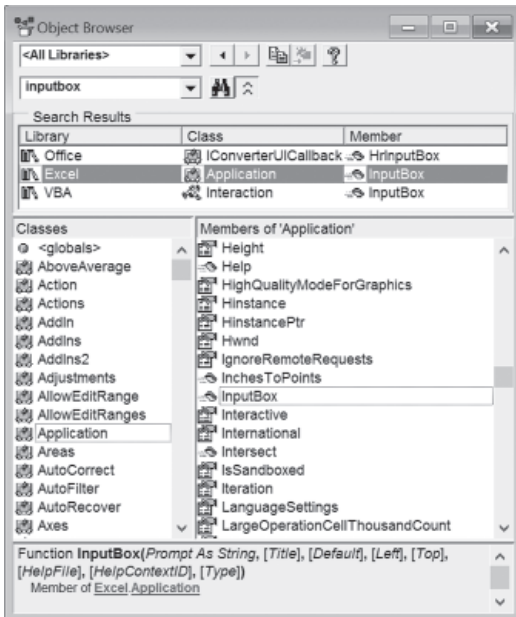 Object Browser
<All Libraries>
inputbox
Search Results
Library Class Member
Office IConverterUICallback HrInputBox
Excel Application InputBox
VBA Interaction InputBox
Classes
<globals>
AboveAverage
Action
Actions
AddIn
AddIns
AddIns2
Adjustments
AllowEditRange
AllowEditRanges
Application
Areas
AutoCorrect
AutoFilter
AutoRecover
Axes
Members of 'Application'
Height
Help
HighQualityModeForGraphics
Hinstance
HinstancePtr
Hwnd
IgnoreRemoteRequests
InchesToPoints
InputBox
Interactive
International
Intersect
IsSandboxed
Iteration
LanguageSettings
LargeOperationCellThousandCount
Function InputBox(Prompt As String, [Title], [Default], [Left], [Top],
[HelpFile], [HelpContextID], [Type])
Member of Excel.Application